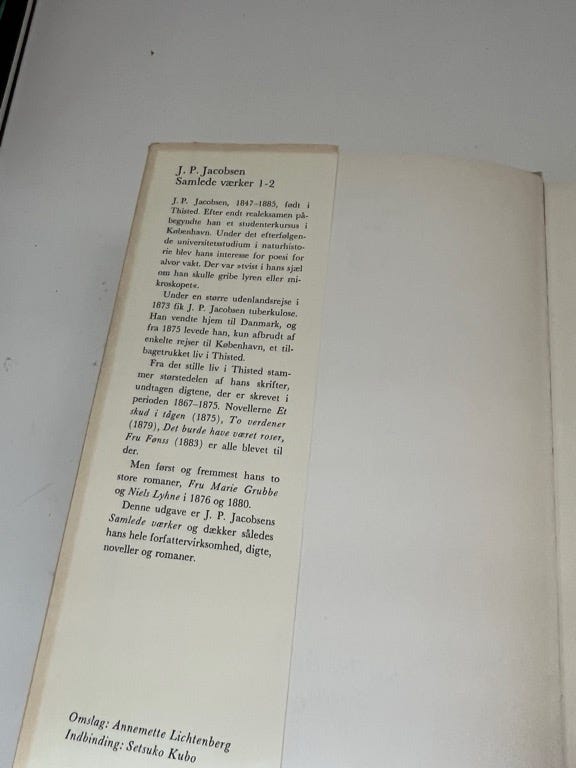 J. P. Jacobsen
Samlede værker 1-2
J. P. Jacobsen, 1847–1885, født i
Thisted. Efter endt realeksamen på-
begyndte han et studenterkursus i
København. Under det efterfølgen-
de universitetsstudium i naturhisto-
rie blev hans interesse for poesi for
alvor vakt. Der var »tvist i hans sjæl
om han skulle gribe lyren eller mi-
kroskopet«.
Under en større udenlandsrejse i
1873 fik J. P. Jacobsen tuberkulose.
Han vendte hjem til Danmark, og
fra 1875 levede han, kun afbrudt af
enkelte rejser til København, et til-
bagetrukket liv i Thisted.
Fra det stille liv i Thisted stam-
mer størstedelen af hans skrifter,
undtagen digtene, der er skrevet i
perioden 1867–1875. Novellerne Et
skud i tågen (1875), To verdener
(1879), Det burde have været roser,
Fru Fønss (1883) er alle blevet til
der.
Men først og fremmest hans to
store romaner, Fru Marie Grubbe
og Niels Lyhne i 1876 og 1880.
Denne udgave er J. P. Jacobsens
Samlede værker og dækker således
hans hele forfattervirksomhed, digte,
noveller og romaner.
Omslag: Annemette Lichtenberg
Indbinding: Setsuko Kubo